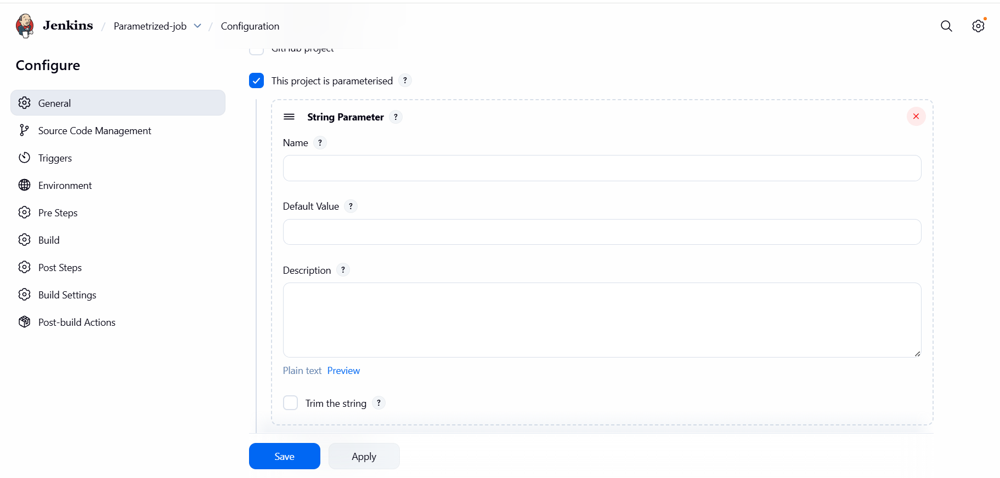 Jenkins / Parametrized-job / Configuration
Configure
General
Source Code Management
Triggers
Environment
Pre Steps
Build
Post Steps
Build Settings
Post-build Actions
GitHub project
This project is parameterised ?
String Parameter ?
Name ?
Default Value ?
Description ?
Plain text Preview
Trim the string ?
Save
Apply